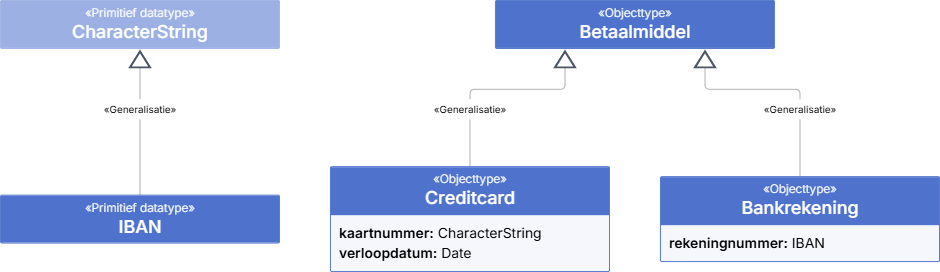 «Primitief datatype»
CharacterString
«Generalisatie»
«Primitief datatype»
IBAN
«Objecttype»
Betaalmiddel
«Generalisatie»
«Generalisatie»
«Objecttype»
Creditcard
kaartnummer: CharacterString
verloopdatum: Date
«Objecttype»
Bankrekening
rekeningnummer: IBAN